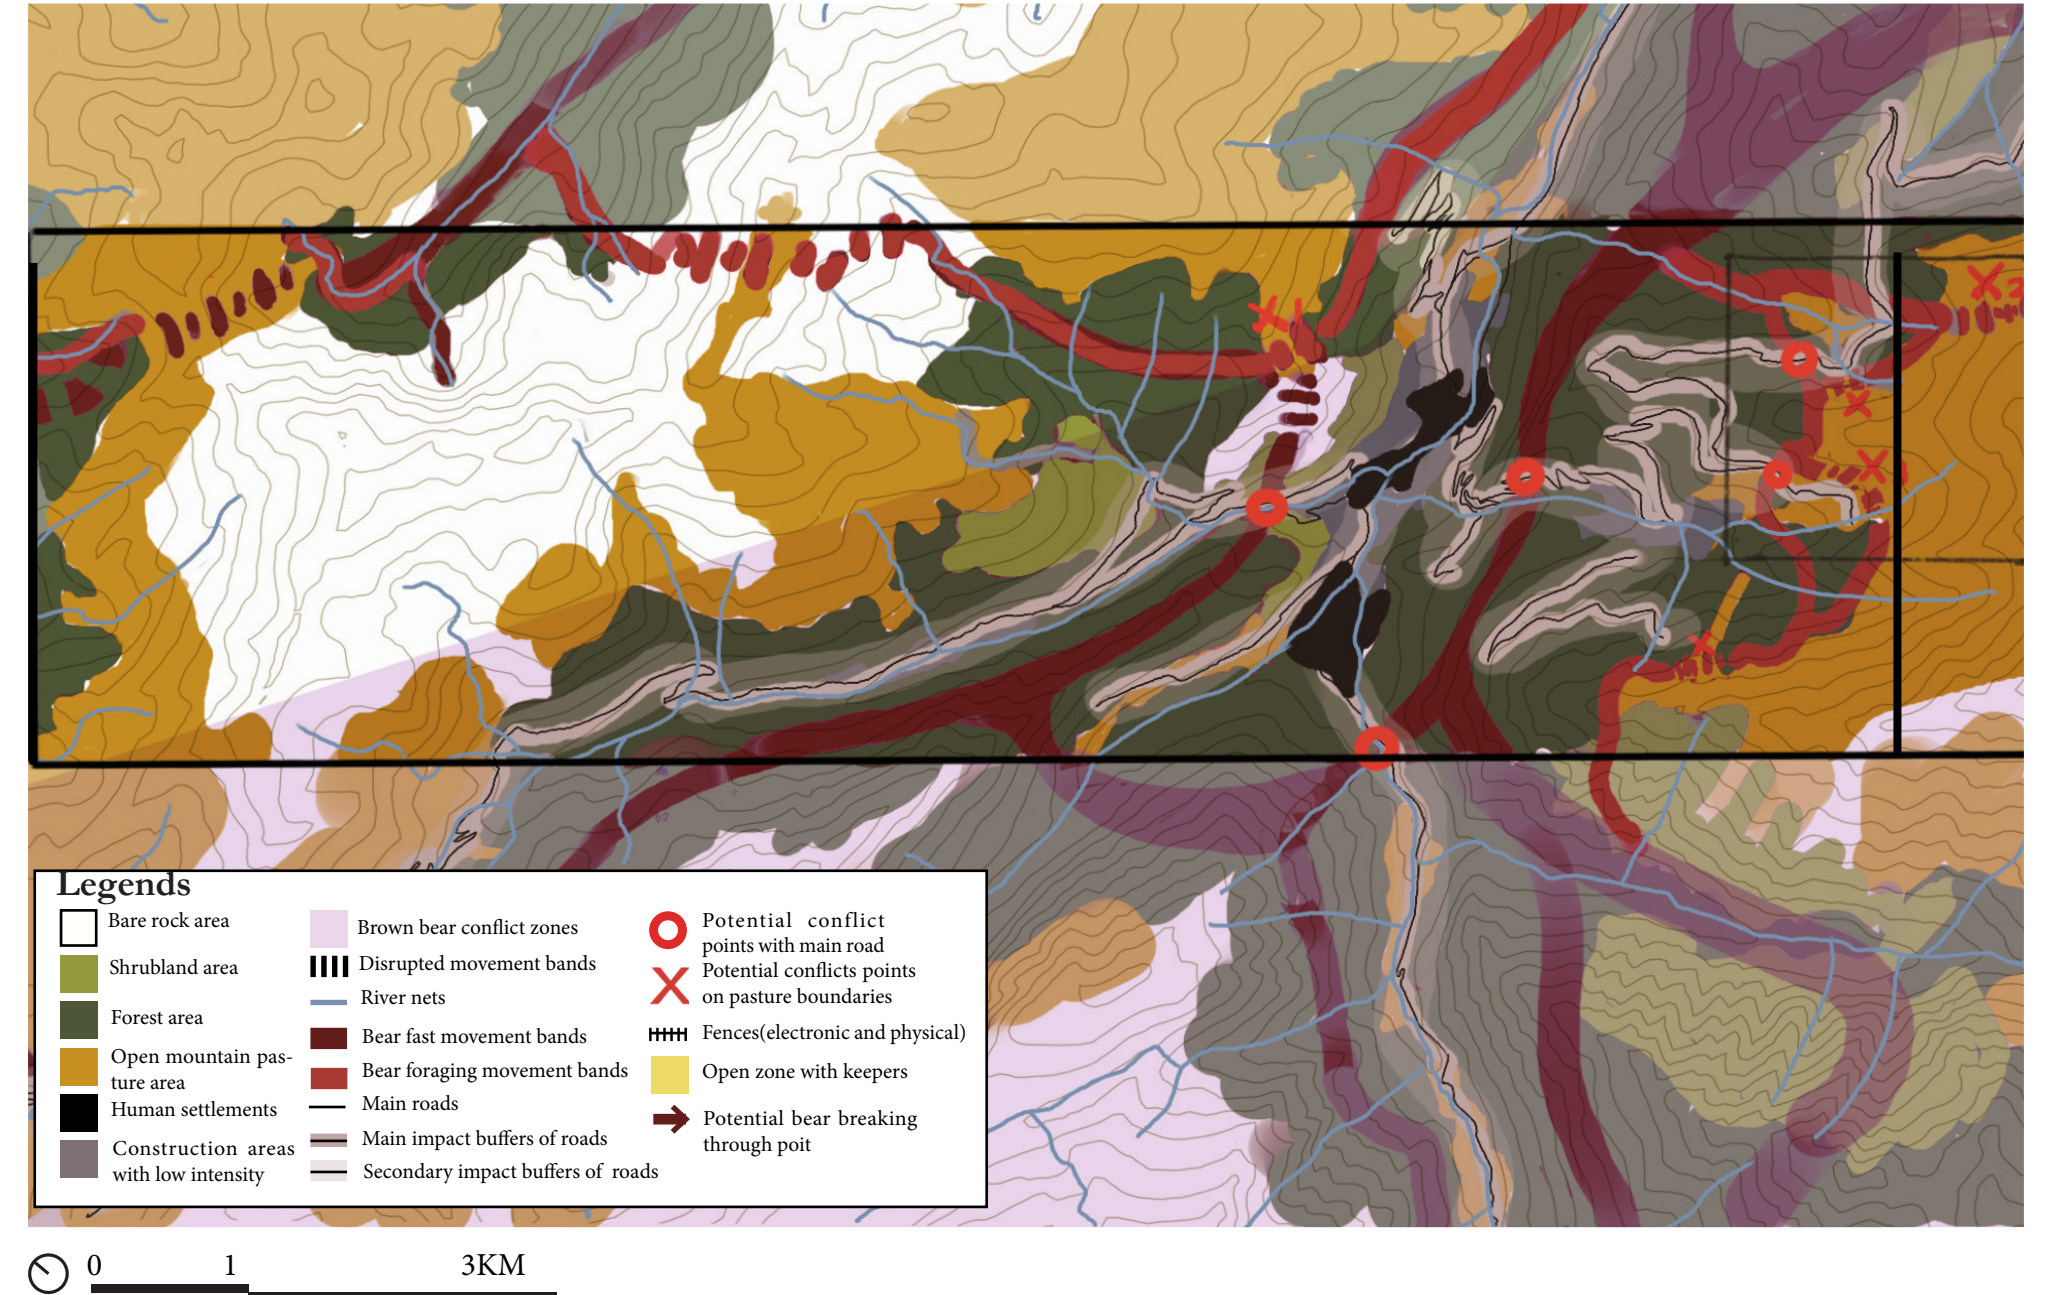 Legends
Bare rock area
Shrubland area
Forest area
Open mountain pas-
ture area
Human settlements
Construction areas
with low intensity
Brown bear conflict zones
Disrupted movement bands
River nets
Bear fast movement bands
Bear foraging movement bands
Main roads
Main impact buffers of roads
Secondary impact buffers of roads
Potential conflict
points with main road
Potential conflicts points
on pasture boundaries
Fences(electronic and physical)
Open zone with keepers
Potential bear breaking
through poit
0 1 3KM